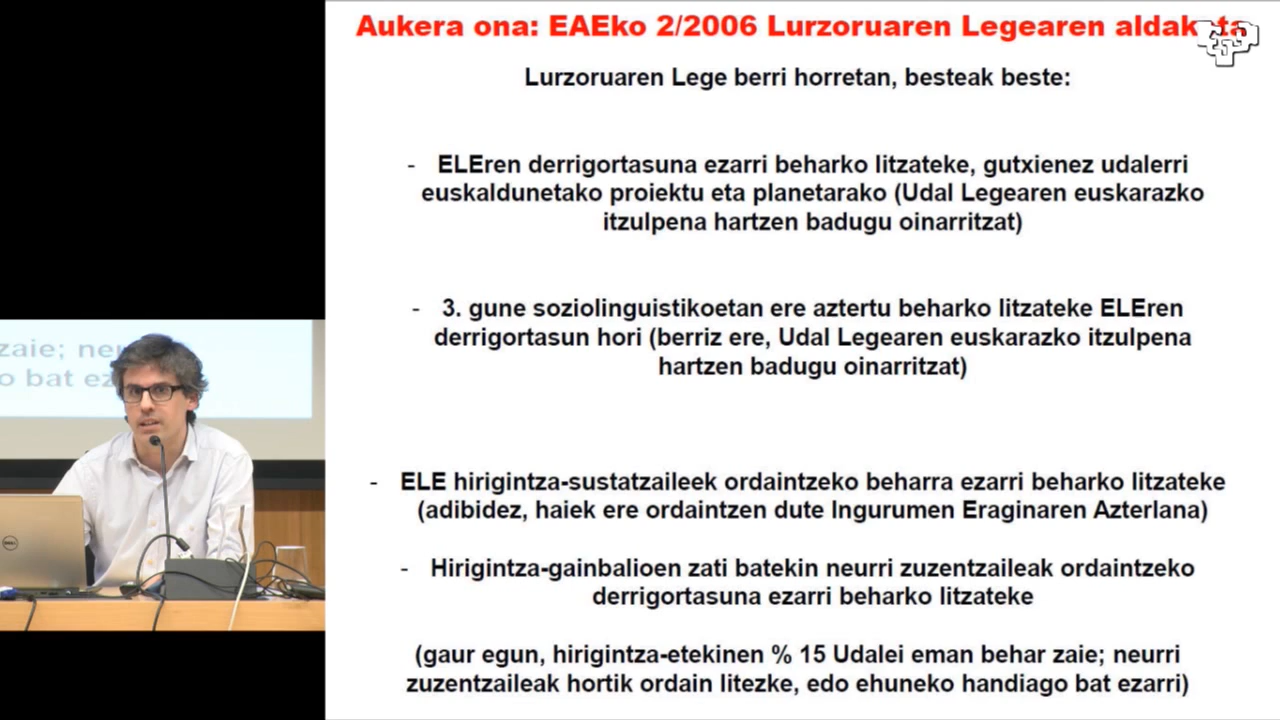 Aukera ona: EAEko 2/2006 Lurzoruaren Legearen aldaketa
Lurzoruaren Lege berri horretan, besteak beste:
- ELEren derrigortasuna ezarri beharko litzateke, gutxienez udalerri
euskaldunetako proiektu eta planetarako (Udal Legearen euskarazko
itzulpena hartzen badugu oinarritzat)
- 3. gune soziolinguistikoetan ere aztertu beharko litzateke ELEren
derrigortasun hori (berriz ere, Udal Legearen euskarazko itzulpena
hartzen badugu oinarritzat)
- ELE hirigintza-sustatzaileek ordaintzeko beharra ezarri beharko litzateke
(adibidez, haiek ere ordaintzen dute Ingurumen Eraginaren Azterlana)
- Hirigintza-gainbalioen zati batekin neurri zuzentzaileak ordaintzeko
derrigortasuna ezarri beharko litzateke
(gaur egun, hirigintza-etekinen % 15 Udalei eman behar zaie; neurri
zuzentzaileak hortik ordain litezke, edo ehuneko handiago bat ezarri)
zaie;
o bat
DELL